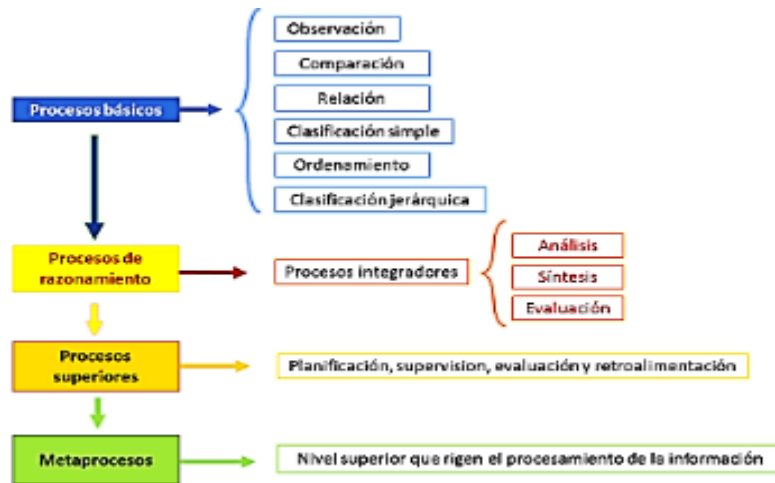 Observación
Comparación
Relación
Procesos básicos
Clasificación simple
Ordenamiento
Clasificación jerárquica
Procesos de
razonamiento
Procesos integradores
Análisis
Síntesis
Evaluación
Procesos
superiores
Planificación, supervision, evaluación y retroalimentación
Metaprocesos
Nivel superior que rigen el procesamiento de la información